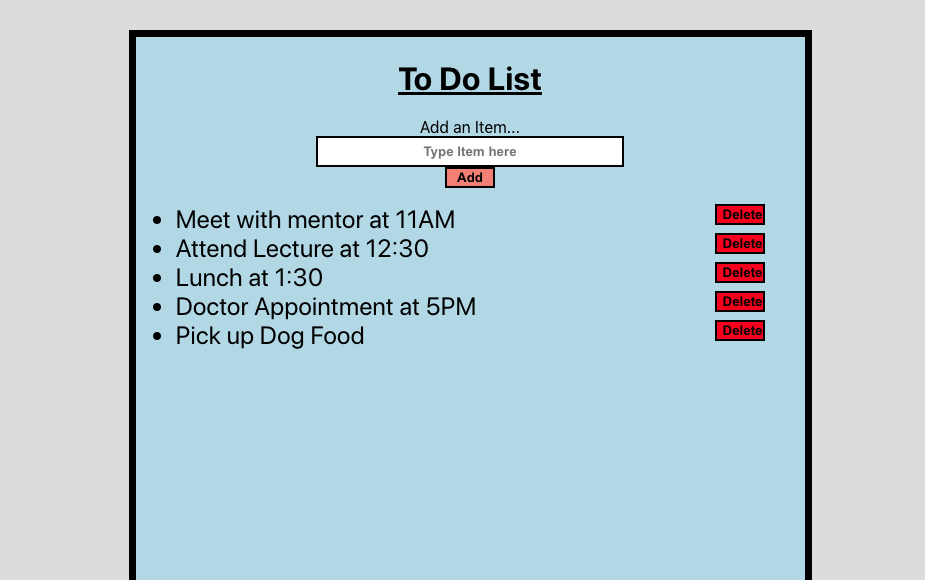 To Do List
Add an Item...
Type Item here
Add
Meet with mentor at 11AM Delete
Attend Lecture at 12:30 Delete
Lunch at 1:30 Delete
Doctor Appointment at 5PM Delete
Pick up Dog Food Delete